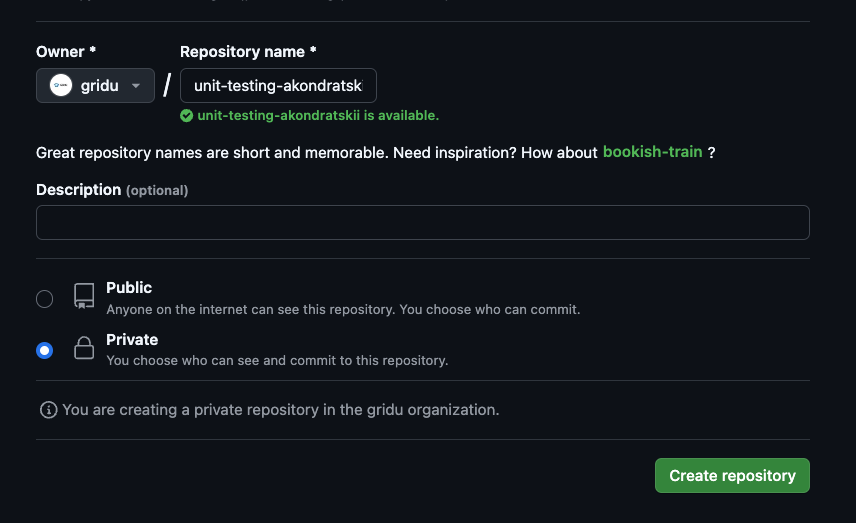 Owner * Repository name *
gridu / unit-testing-akondratski
unit-testing-akondratskii is available.
Great repository names are short and memorable. Need inspiration? How about bookish-train ?
Description (optional)
Public
Anyone on the internet can see this repository. You choose who can commit.
Private
You choose who can see and commit to this repository.
You are creating a private repository in the gridu organization.
Create repository